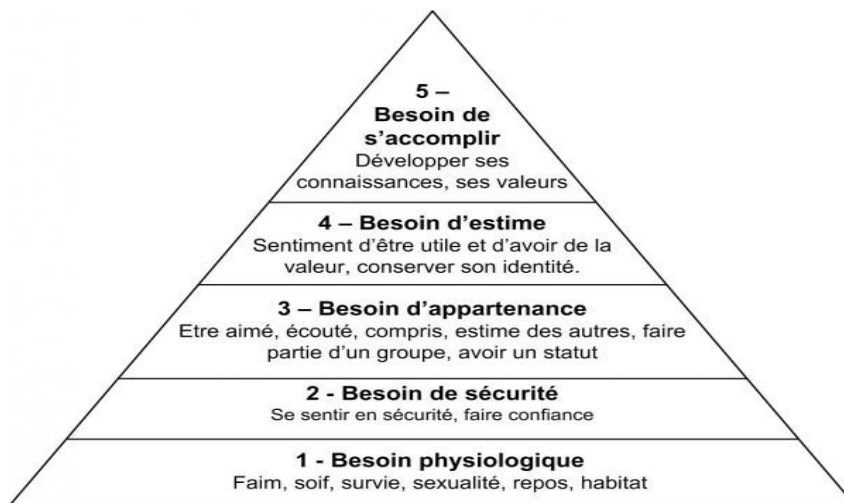 5 –
Besoin de
s’accomplir
Développer ses
connaissances, ses valeurs
4 – Besoin d’estime
Sentiment d’être utile et d’avoir de la
valeur, conserver son identité.
3 – Besoin d’appartenance
Etre aimé, écouté, compris, estime des autres, faire
partie d’un groupe, avoir un statut
2 - Besoin de sécurité
Se sentir en sécurité, faire confiance
1 - Besoin physiologique
Faim, soif, survie, sexualité, repos, habitat